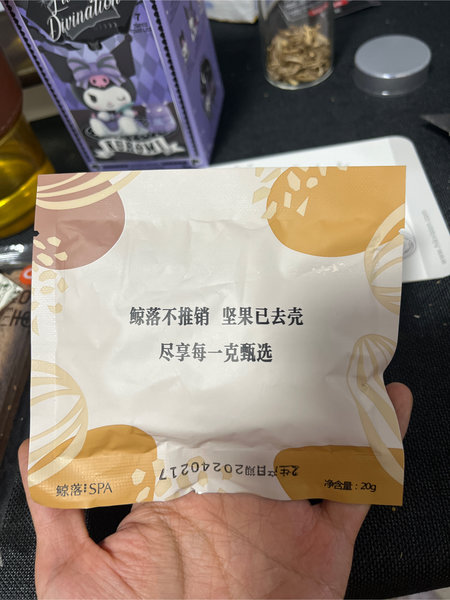 Divination
KUROMI
鲸落不推销 坚果已去壳
尽享每一克甄选
生产日期20240217
鲸落SPA
净含量:20g